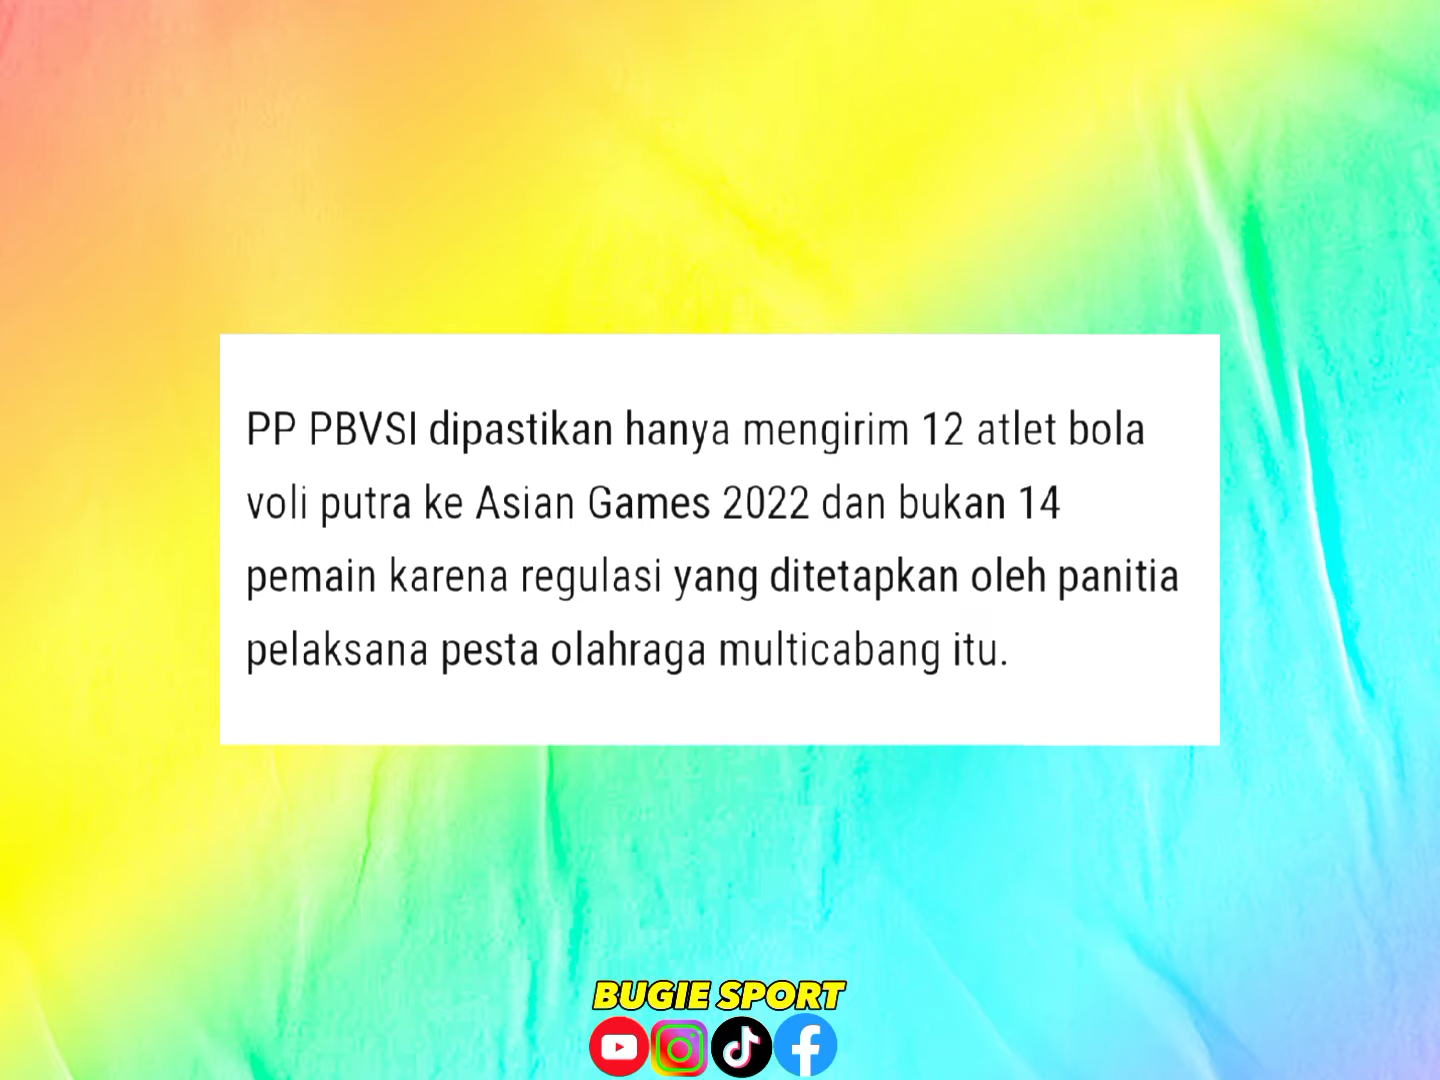 PP PBVSI dipastikan hanya mengirim 12 atlet bola
voli putra ke Asian Games 2022 dan bukan 14
pemain karena regulasi yang ditetapkan oleh panitia
pelaksana pesta olahraga multicabang itu.
BUGIE SPORT